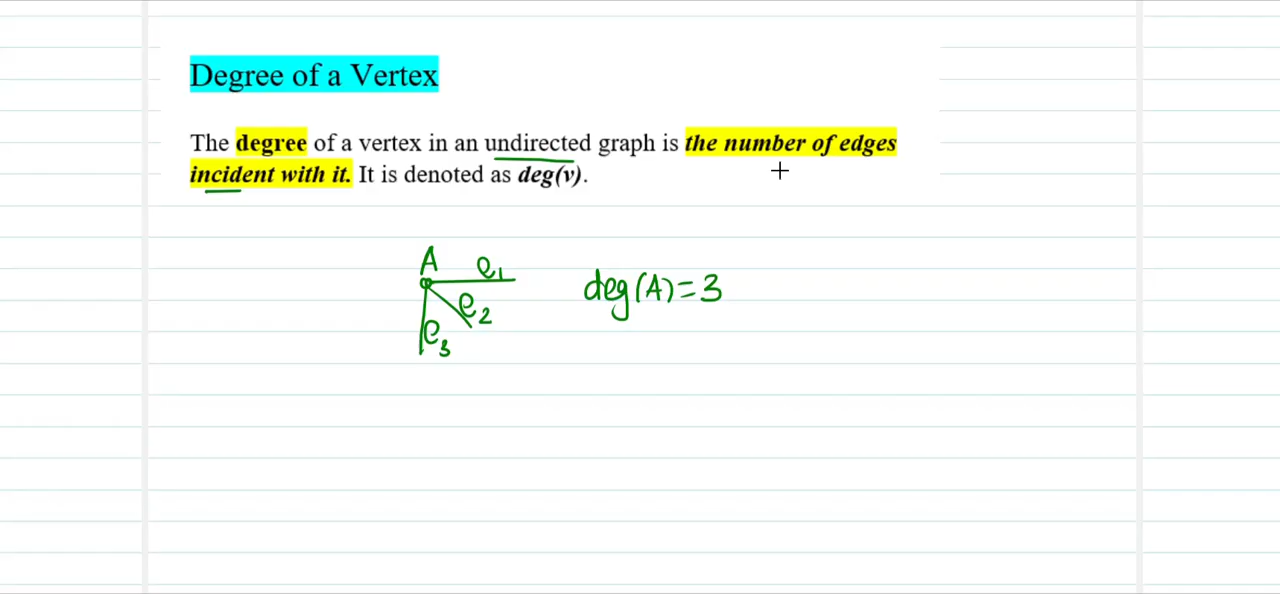 Degree of a Vertex
The degree of a vertex in an undirected graph is the number of edges
incident with it. It is denoted as deg(v).
A
e1
deg(A)=3
e2
e3